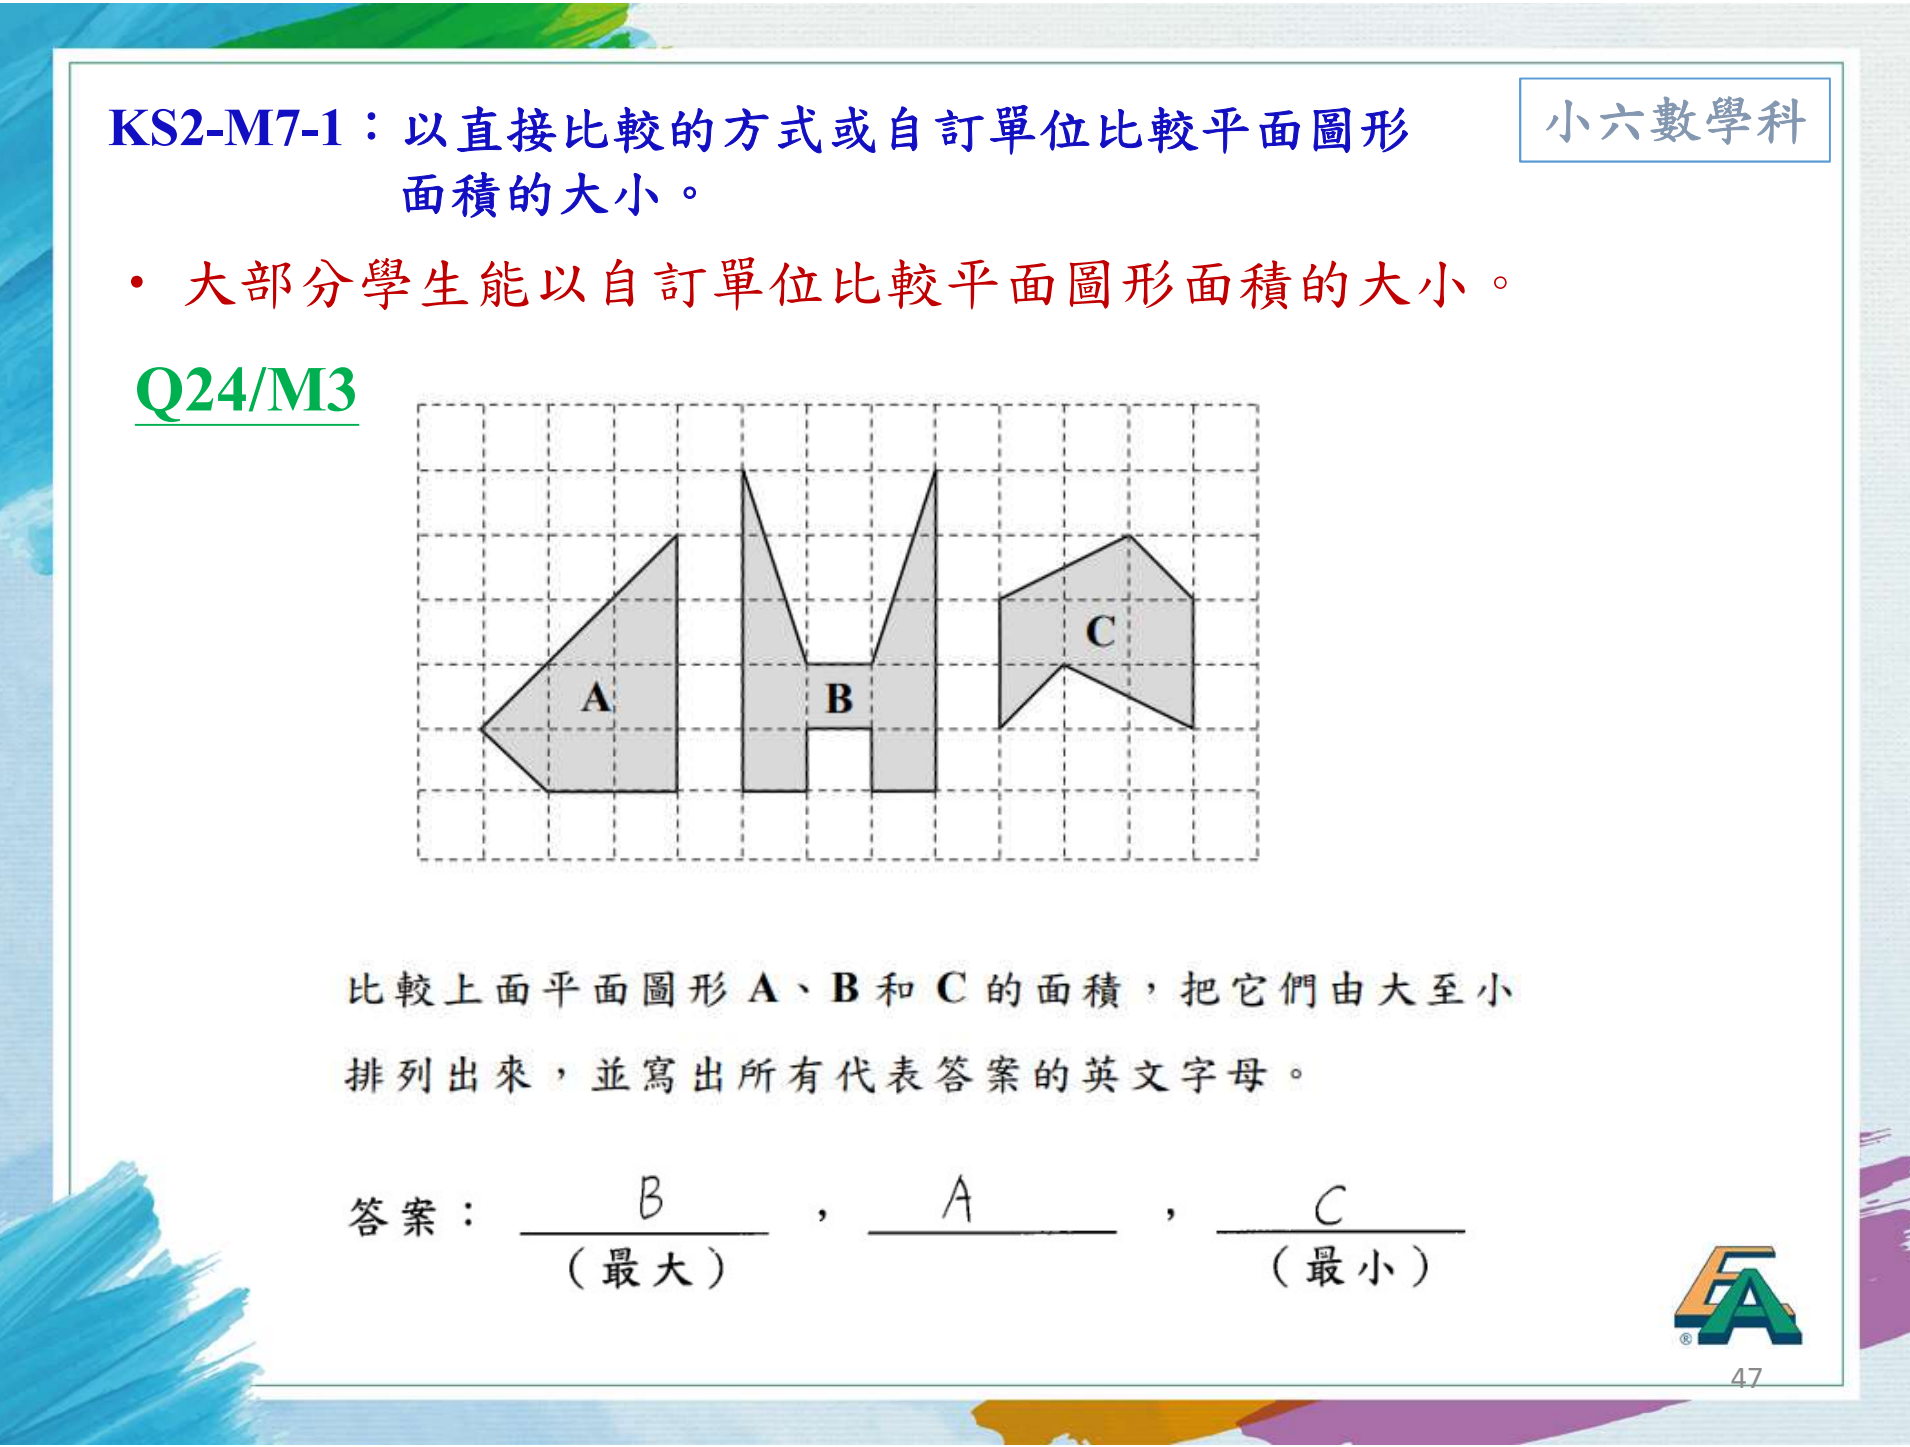 KS2-M7-1：以直接比較的方式或自訂單位比較平面圖形
面積的大小。
小六數學科
• 大部分學生能以自訂單位比較平面圖形面積的大小。
Q24/M3
A
B
C
比較上面平面圖形 A、B 和 C 的面積，把它們由大至小
排列出來，並寫出所有代表答案的英文字母。
答案： B ， A ， C
（最大） （最小）
EA
®
47